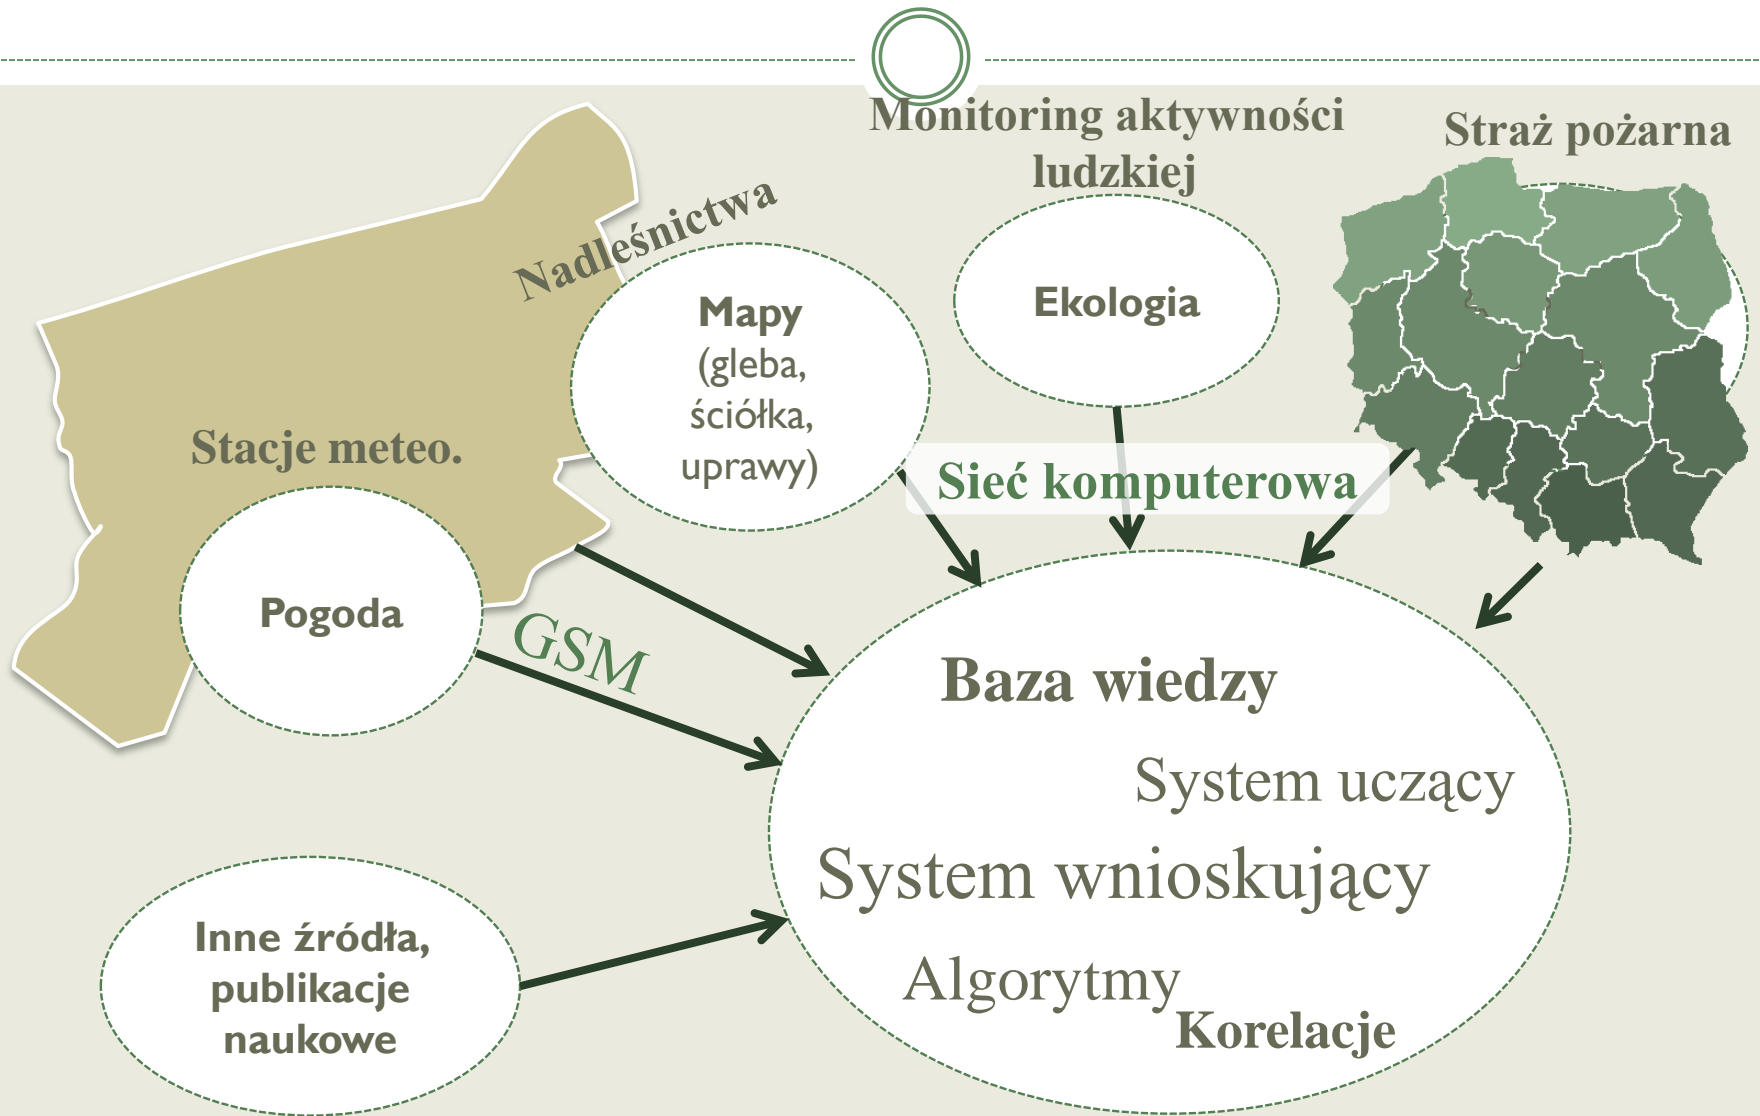 Monitoring aktywności
ludzkiej
Straż pożarna
Nadleśnictwa
Mapy
(gleba,
ściółka,
uprawy)
Ekologia
Stacje meteo.
Sieć komputerowa
Pogoda
GSM
Baza wiedzy
System uczący
System wnioskujący
Algorytmy
Korelacje
Inne źródła,
publikacje
naukowe